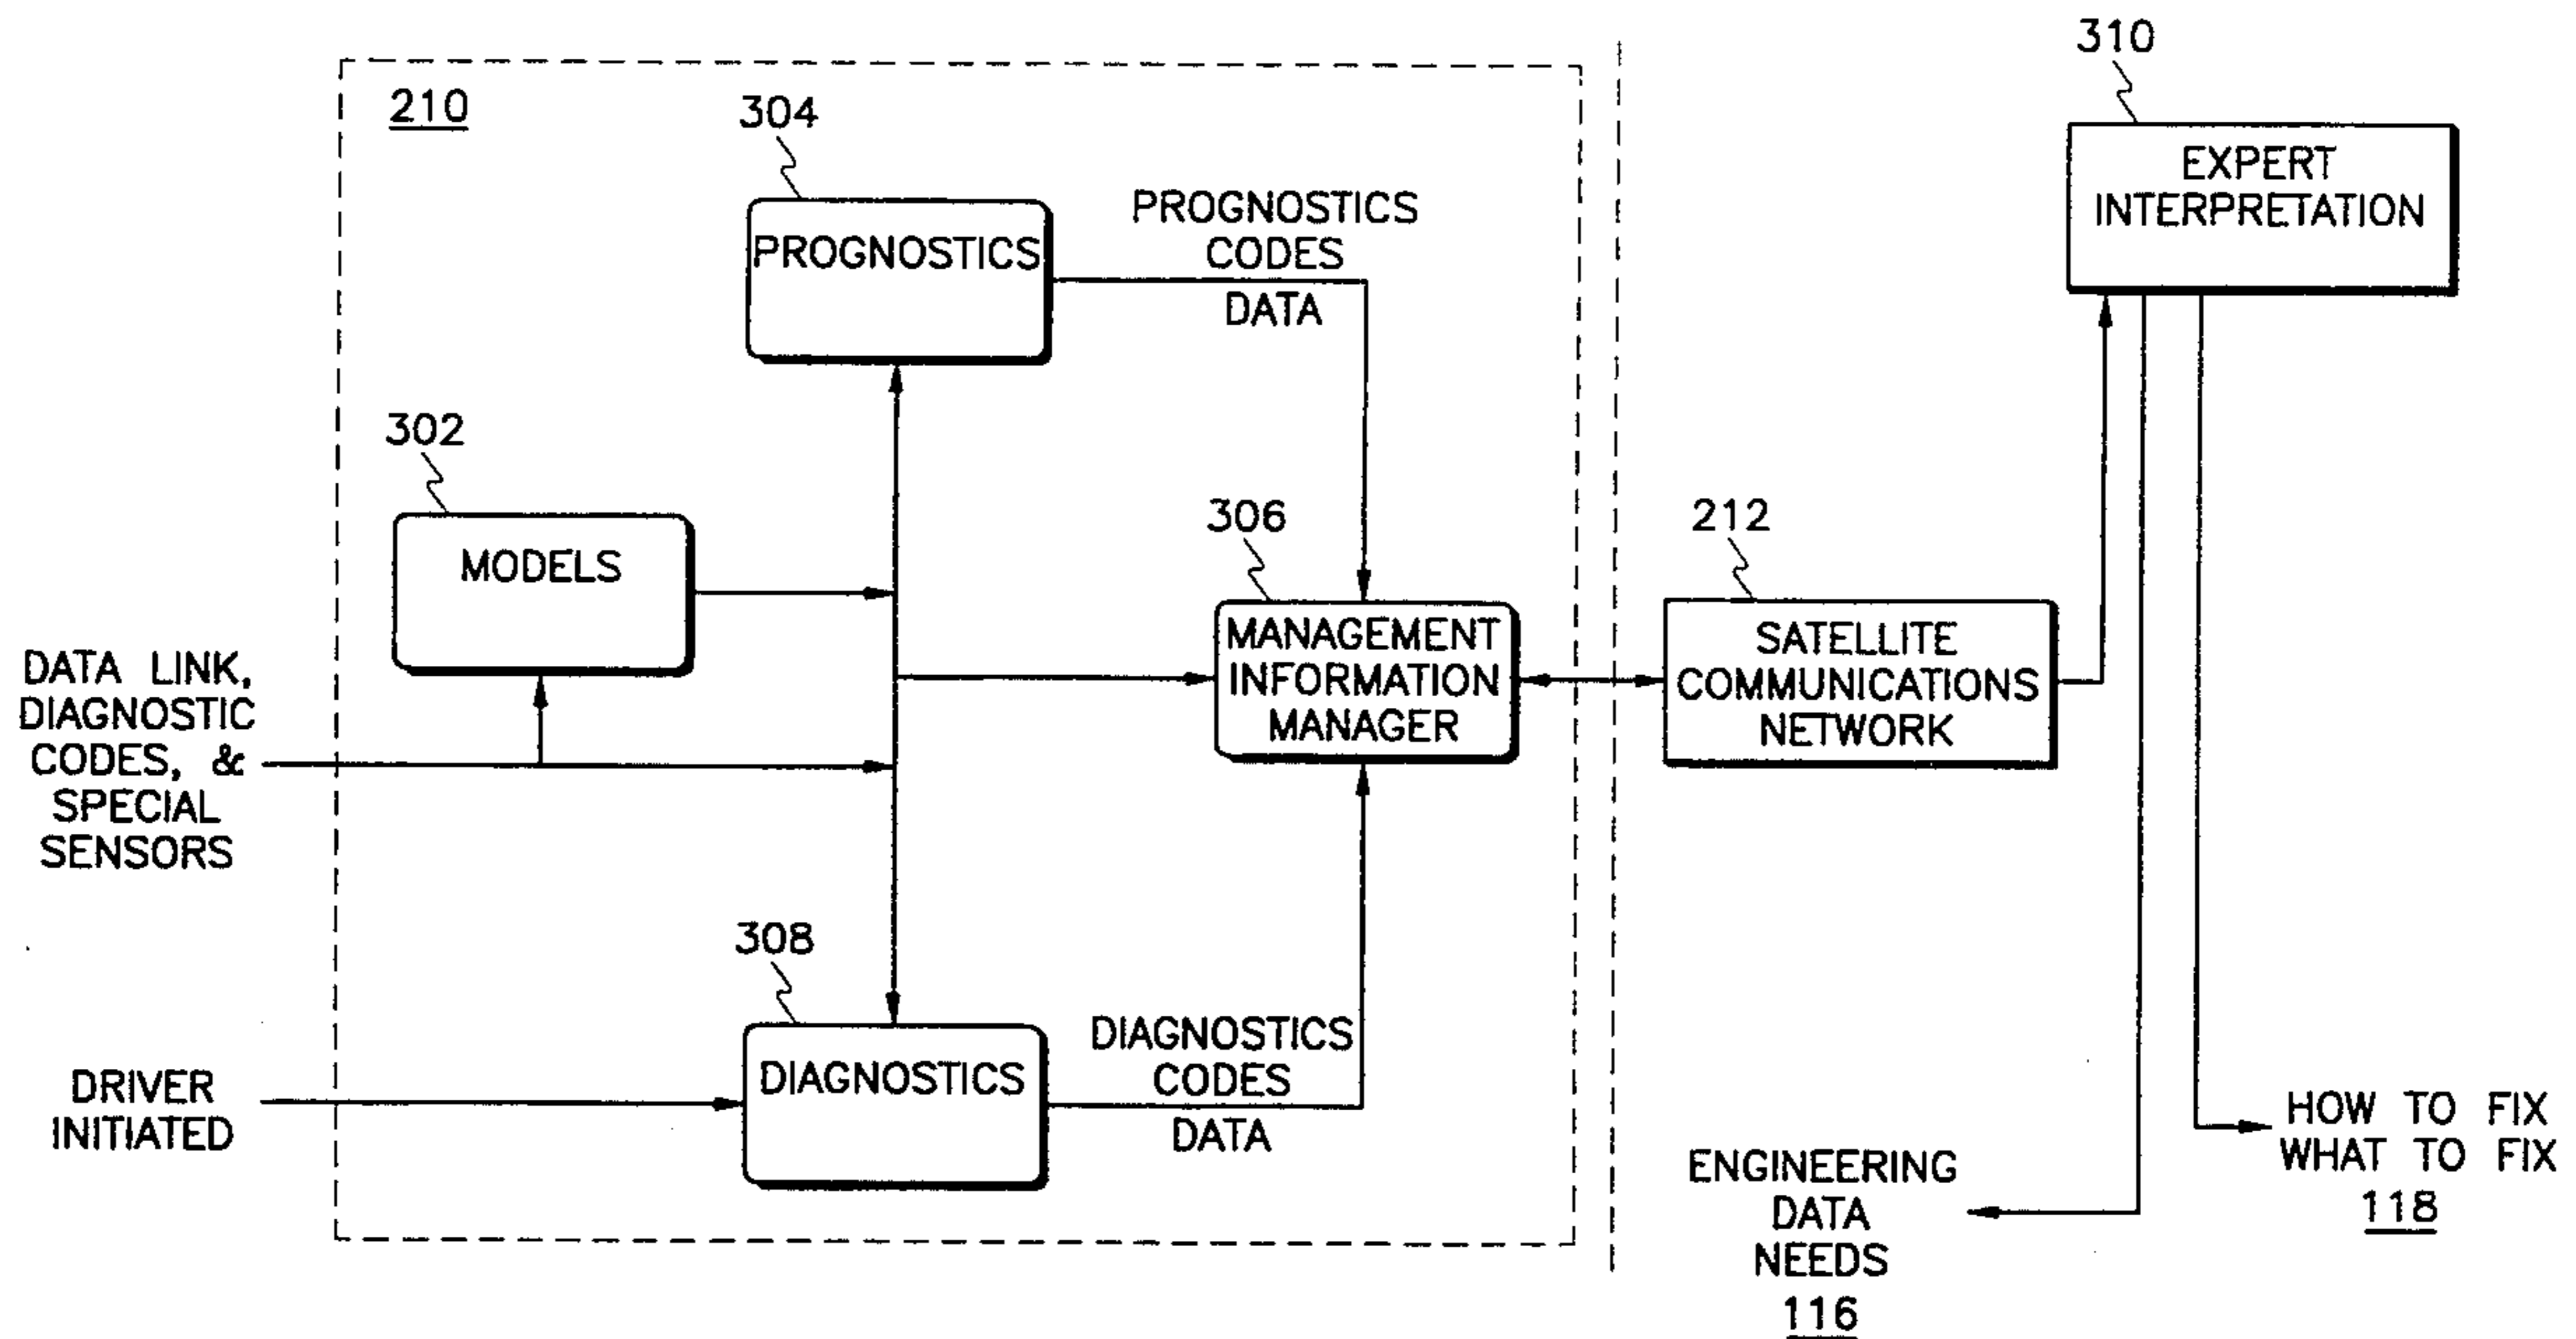 210
304
PROGNOSTICS
PROGNOSTICS
CODES
DATA
302
MODELS
DATA LINK,
DIAGNOSTIC
CODES, &
SPECIAL
SENSORS
306
MANAGEMENT
INFORMATION
MANAGER
308
DIAGNOSTICS
DIAGNOSTICS
CODES
DATA
DRIVER
INITIATED
212
SATELLITE
COMMUNICATIONS
NETWORK
310
EXPERT
INTERPRETATION
ENGINEERING
DATA
NEEDS
116
HOW TO FIX
WHAT TO FIX
118